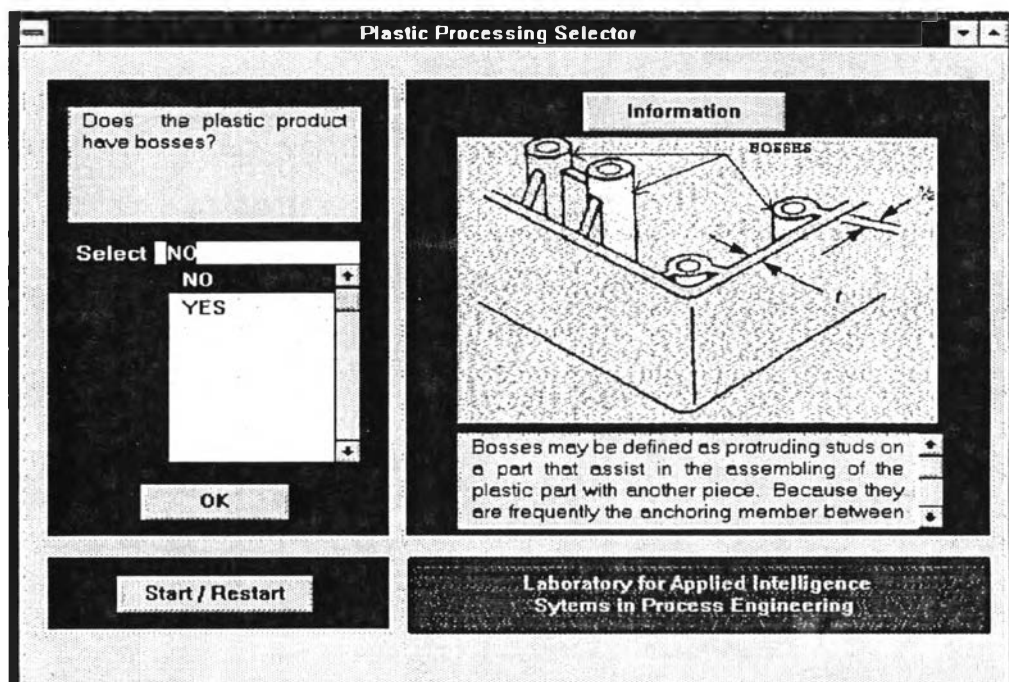 Plastic Processing Selector
Does the plastic product
have bosses?
Select NO
NO
YES
OK
Start / Restart
Information
BOSSES
t
Bosses may be defined as protruding studs on
a part that assist in the assembling of the
plastic part with another piece. Because they
are frequently the anchoring member between
Laboratory for Applied Intelligence
Sytems in Process Engineering